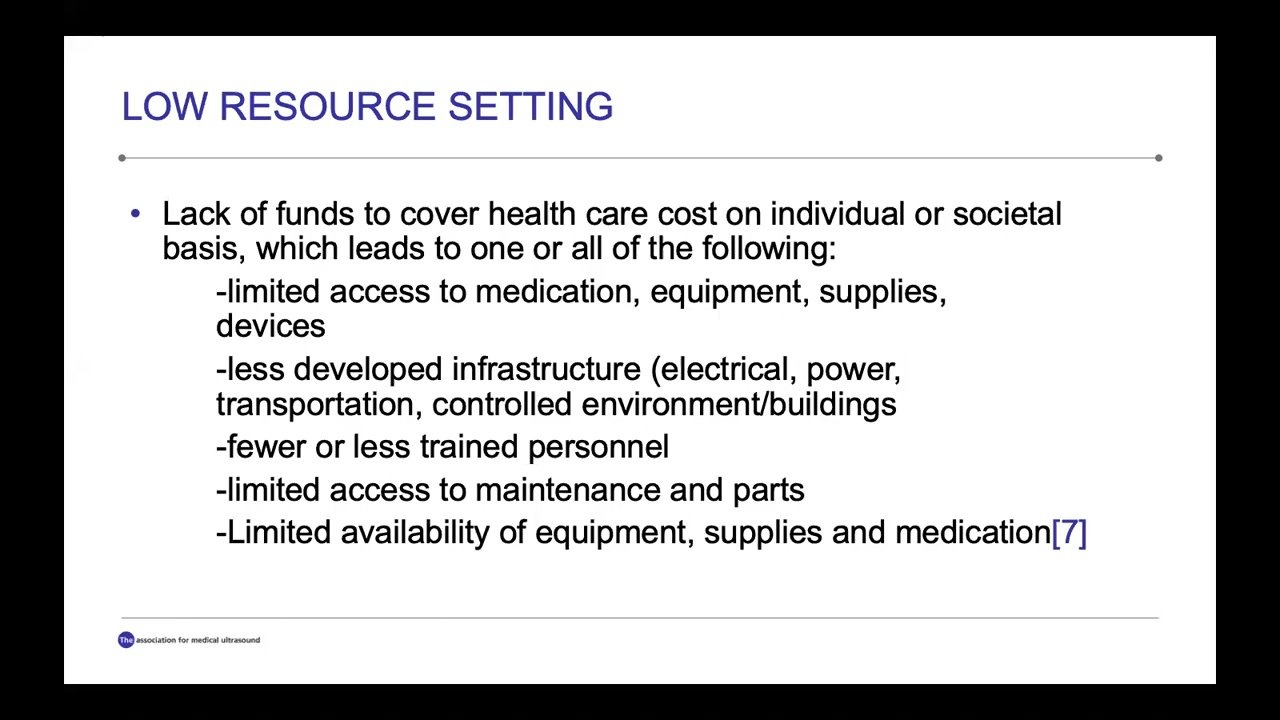 LOW RESOURCE SETTING
• Lack of funds to cover health care cost on individual or societal
basis, which leads to one or all of the following:
-limited access to medication, equipment, supplies,
devices
-less developed infrastructure (electrical, power,
transportation, controlled environment/buildings
-fewer or less trained personnel
-limited access to maintenance and parts
-Limited availability of equipment, supplies and medication[7]
The association for medical ultrasound